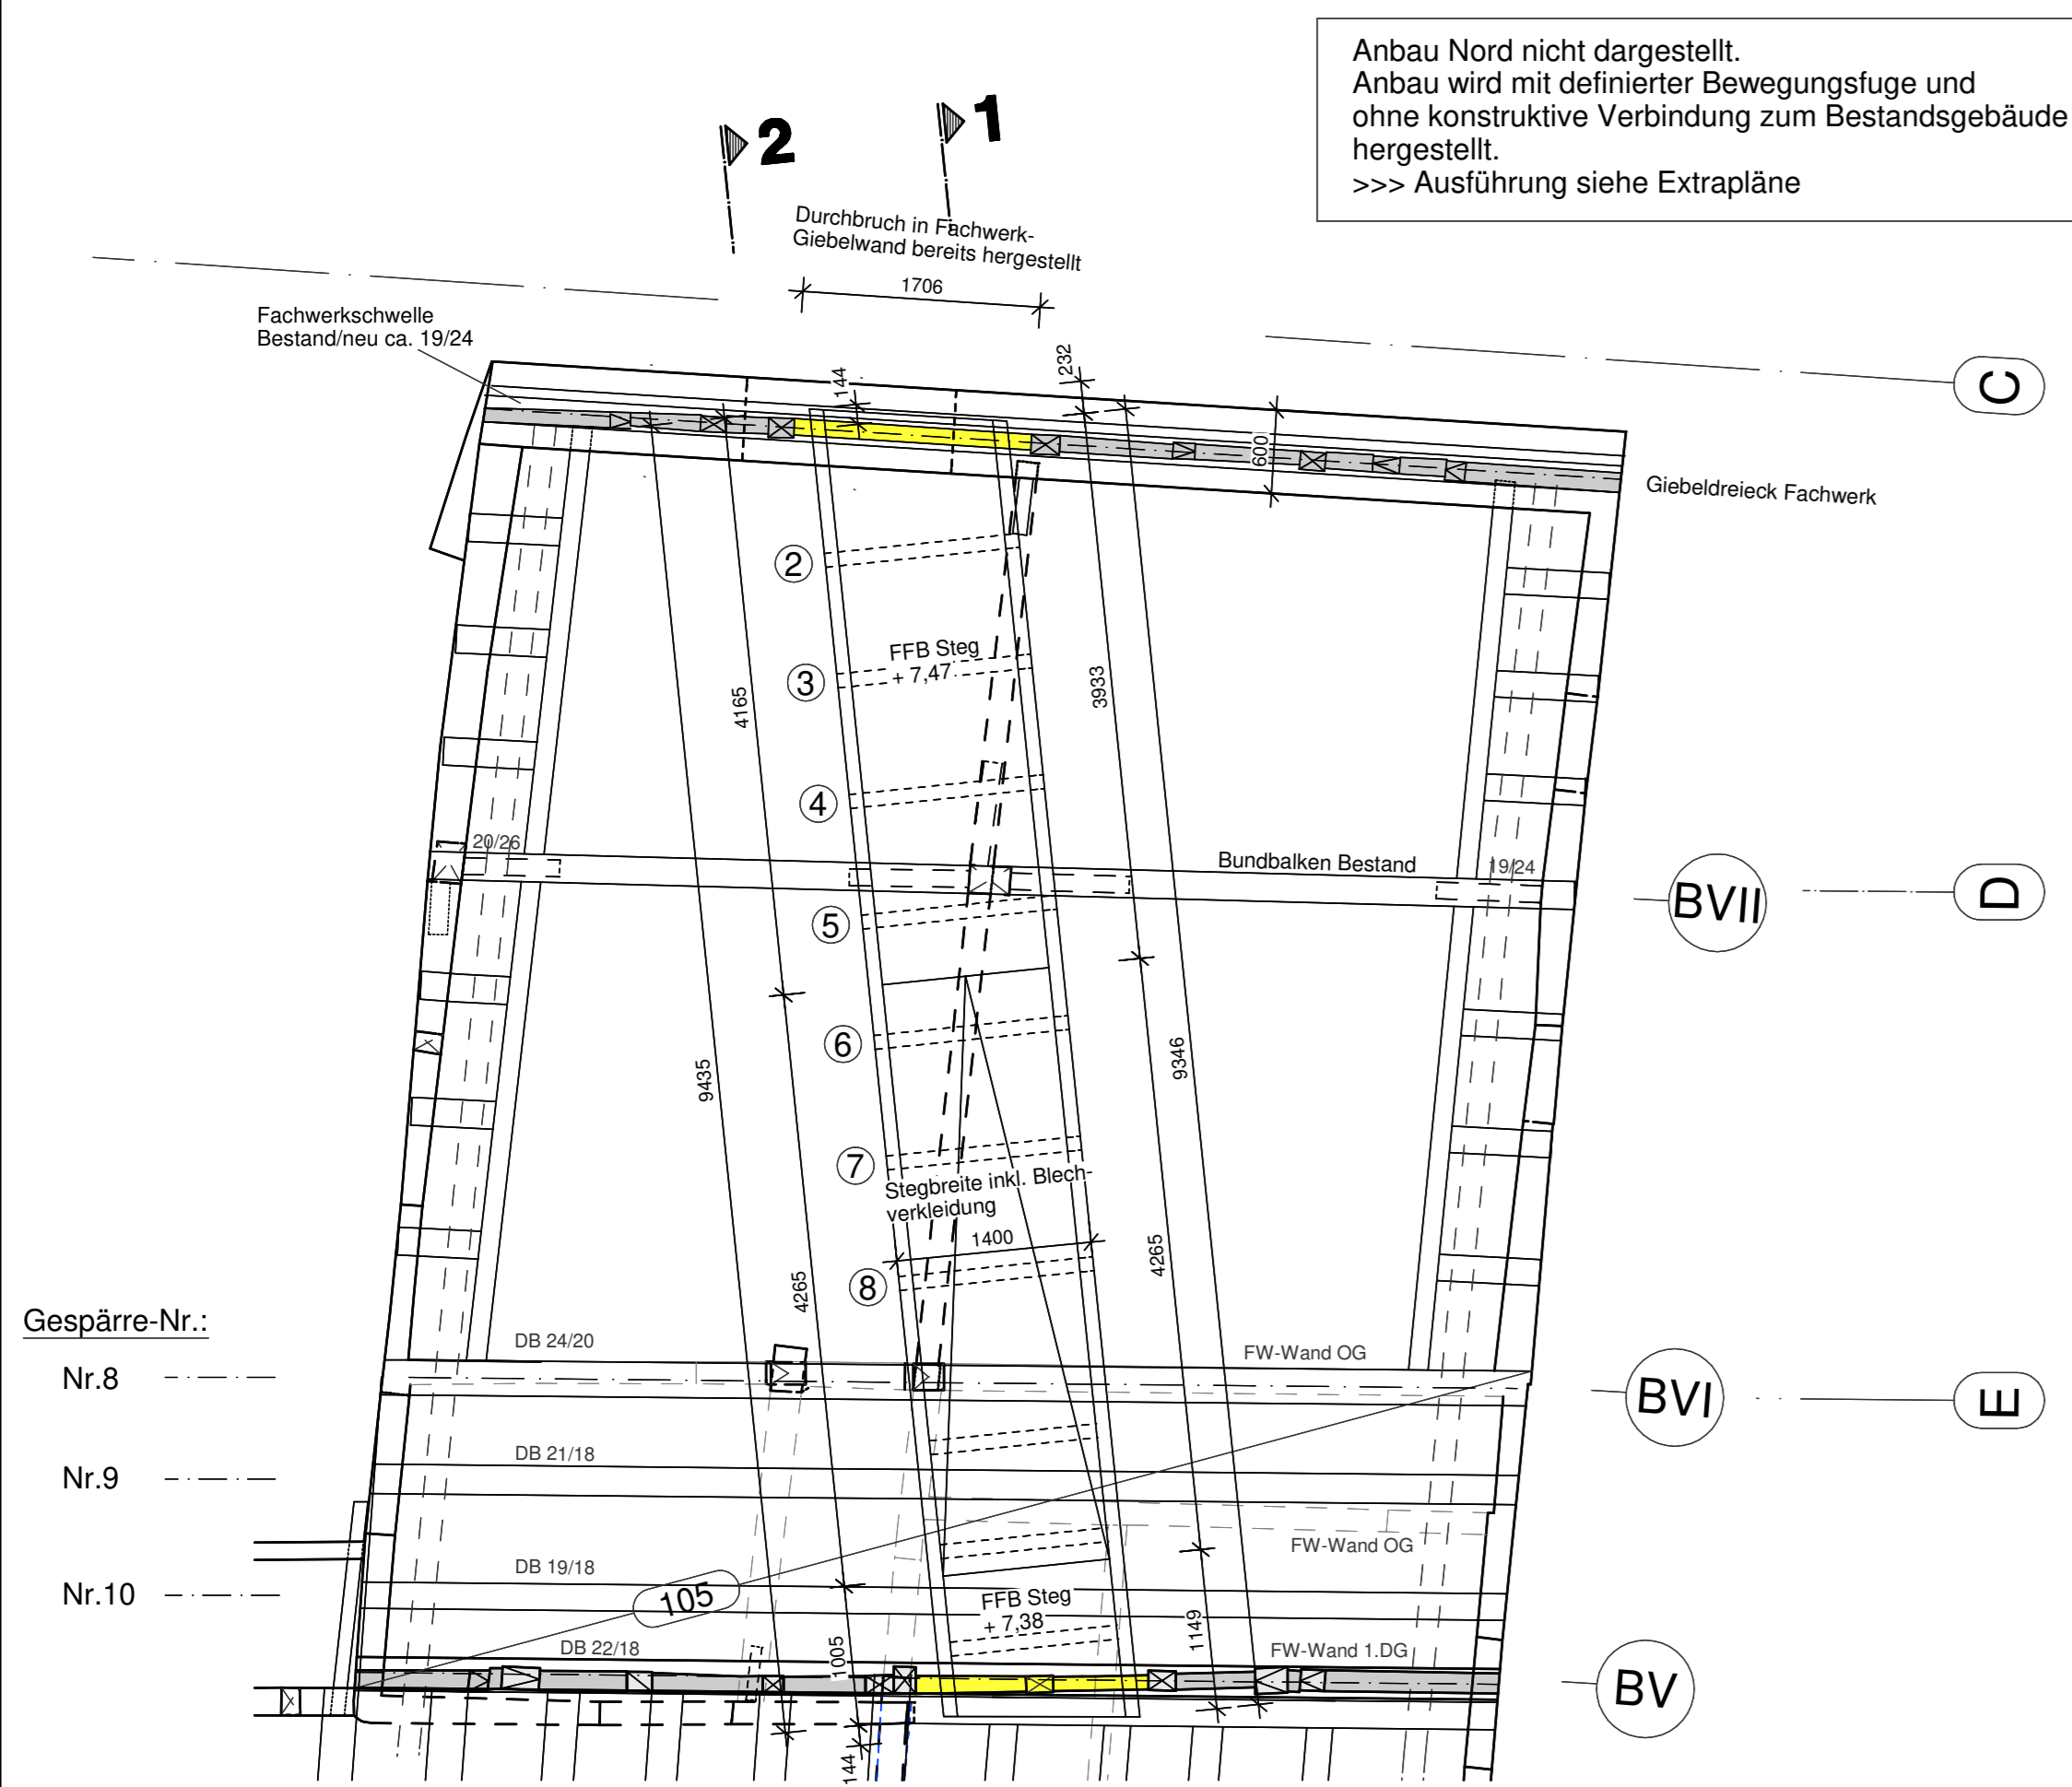 Anbau Nord nicht dargestellt.
Anbau wird mit definierter Bewegungsfuge und
ohne konstruktive Verbindung zum Bestandsgebäude
hergestellt.
>>> Ausführung siehe Extrapläne
2
1
Durchbruch in Fachwerk-
Giebelwand bereits hergestellt
1706
Fachwerkschwelle
Bestand/neu ca. 19/24
144
232
600
C
Giebeldreieck Fachwerk
2
FFB Steg
+ 7,47
3
4165
3933
4
20/26
Bundbalken Bestand
19/24
BVII
D
5
6
9435
9346
7
Stegbreite inkl. Blech-
verkleidung
1400
8
4265
4265
Gespärre-Nr.:
DB 24/20
FW-Wand OG
Nr.8
BVI
E
DB 21/18
Nr.9
FW-Wand OG
DB 19/18
Nr.10
105
FFB Steg
+ 7,38
1005
1149
DB 22/18
FW-Wand 1.DG
BV
144